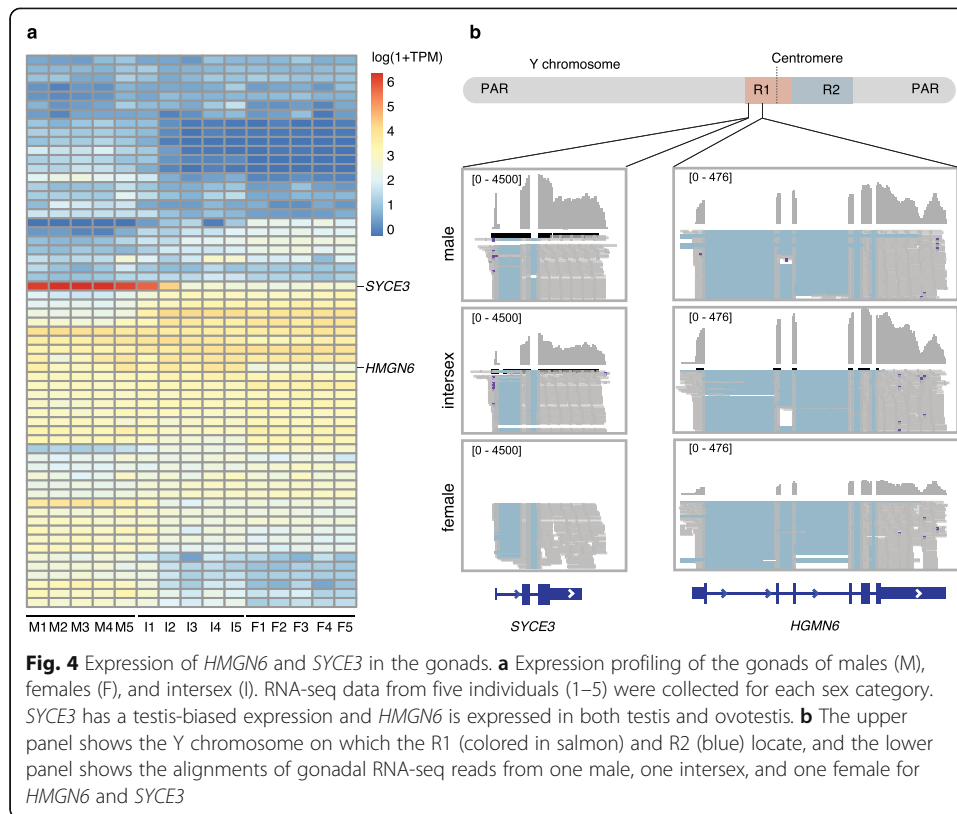 a
log(1+TPM)
6
5
4
3
2
1
0
SYCE3
HMGN6
M1 M2 M3 M4 M5 I1 I2 I3 I4 I5 F1 F2 F3 F4 F5
b
Y chromosome
Centromere
PAR
R1
R2
PAR
male
[0 - 4500]
[0 - 476]
intersex
[0 - 4500]
[0 - 476]
female
[0 - 4500]
[0 - 476]
SYCE3
HGMN6
Fig. 4 Expression of HMGN6 and SYCE3 in the gonads. a Expression profiling of the gonads of males (M),
females (F), and intersex (I). RNA-seq data from five individuals (1–5) were collected for each sex category.
SYCE3 has a testis-biased expression and HMGN6 is expressed in both testis and ovotestis. b The upper
panel shows the Y chromosome on which the R1 (colored in salmon) and R2 (blue) locate, and the lower
panel shows the alignments of gonadal RNA-seq reads from one male, one intersex, and one female for
HMGN6 and SYCE3